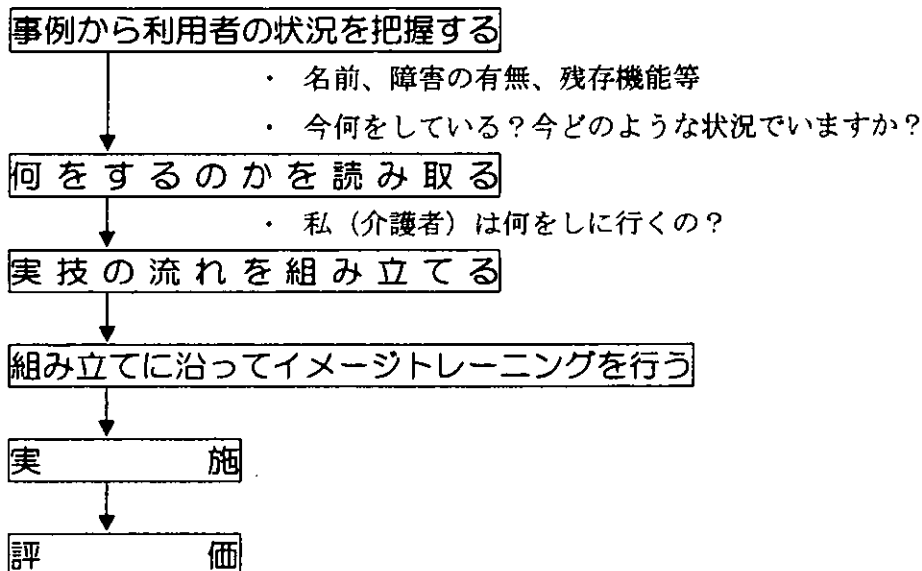 事例から利用者の状況を把握する
・ 名前、障害の有無、残存機能等
・ 今何をしている？今どのような状況でいますか？
何をするのかを読み取る
・ 私（介護者）は何をしに行くの？
実技の流れを組み立てる
組み立てに沿ってイメージトレーニングを行う
実施
評価